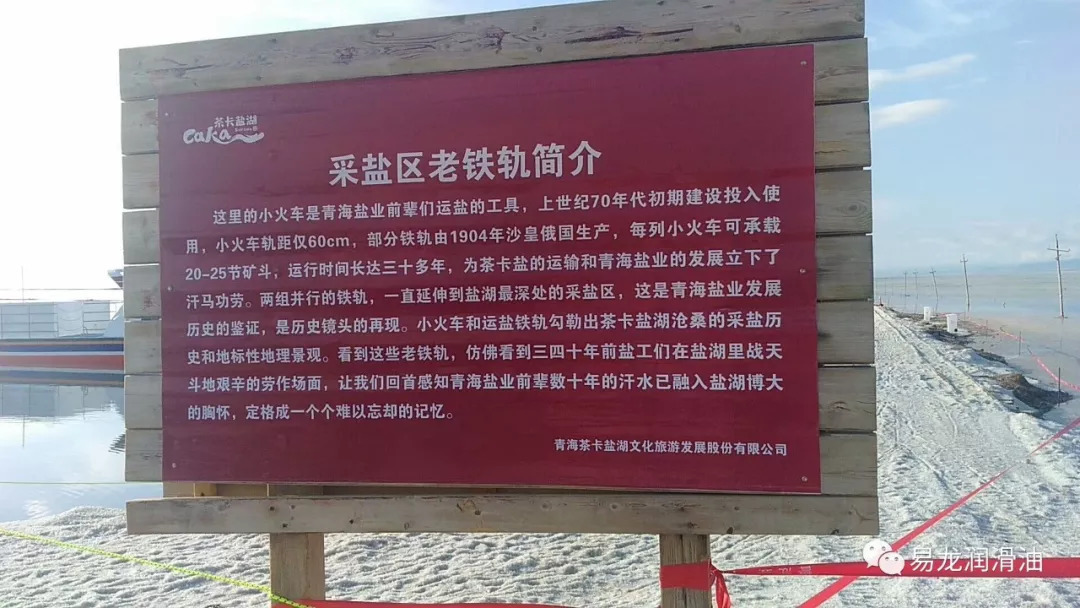 茶卡盐湖
caka
采盐区老铁轨简介
这里的小火车是青海盐业前辈们运盐的工具，上世纪70年代初期建设投入使
用，小火车轨距仅60cm，部分铁轨由1904年沙皇俄国生产，每列小火车可承载
20-25节矿斗，运行时间长达三十多年，为茶卡盐的运输和青海盐业的发展立下了
汗马功劳。两组并行的铁轨，一直延伸到盐湖最深处的采盐区，这是青海盐业发展
历史的鉴证，是历史镜头的再现。小火车和运盐铁轨勾勒出茶卡盐湖沧桑的采盐历
史和地标性地理景观。看到这些老铁轨，仿佛看到三四十年前盐工们在盐湖里战天
斗地艰辛的劳作场面，让我们回首感知青海盐业前辈数十年的汗水已融入盐湖博大
的胸怀，定格成一个个难以忘却的记忆。
青海茶卡盐湖文化旅游发展股份有限公司
易龙润滑油